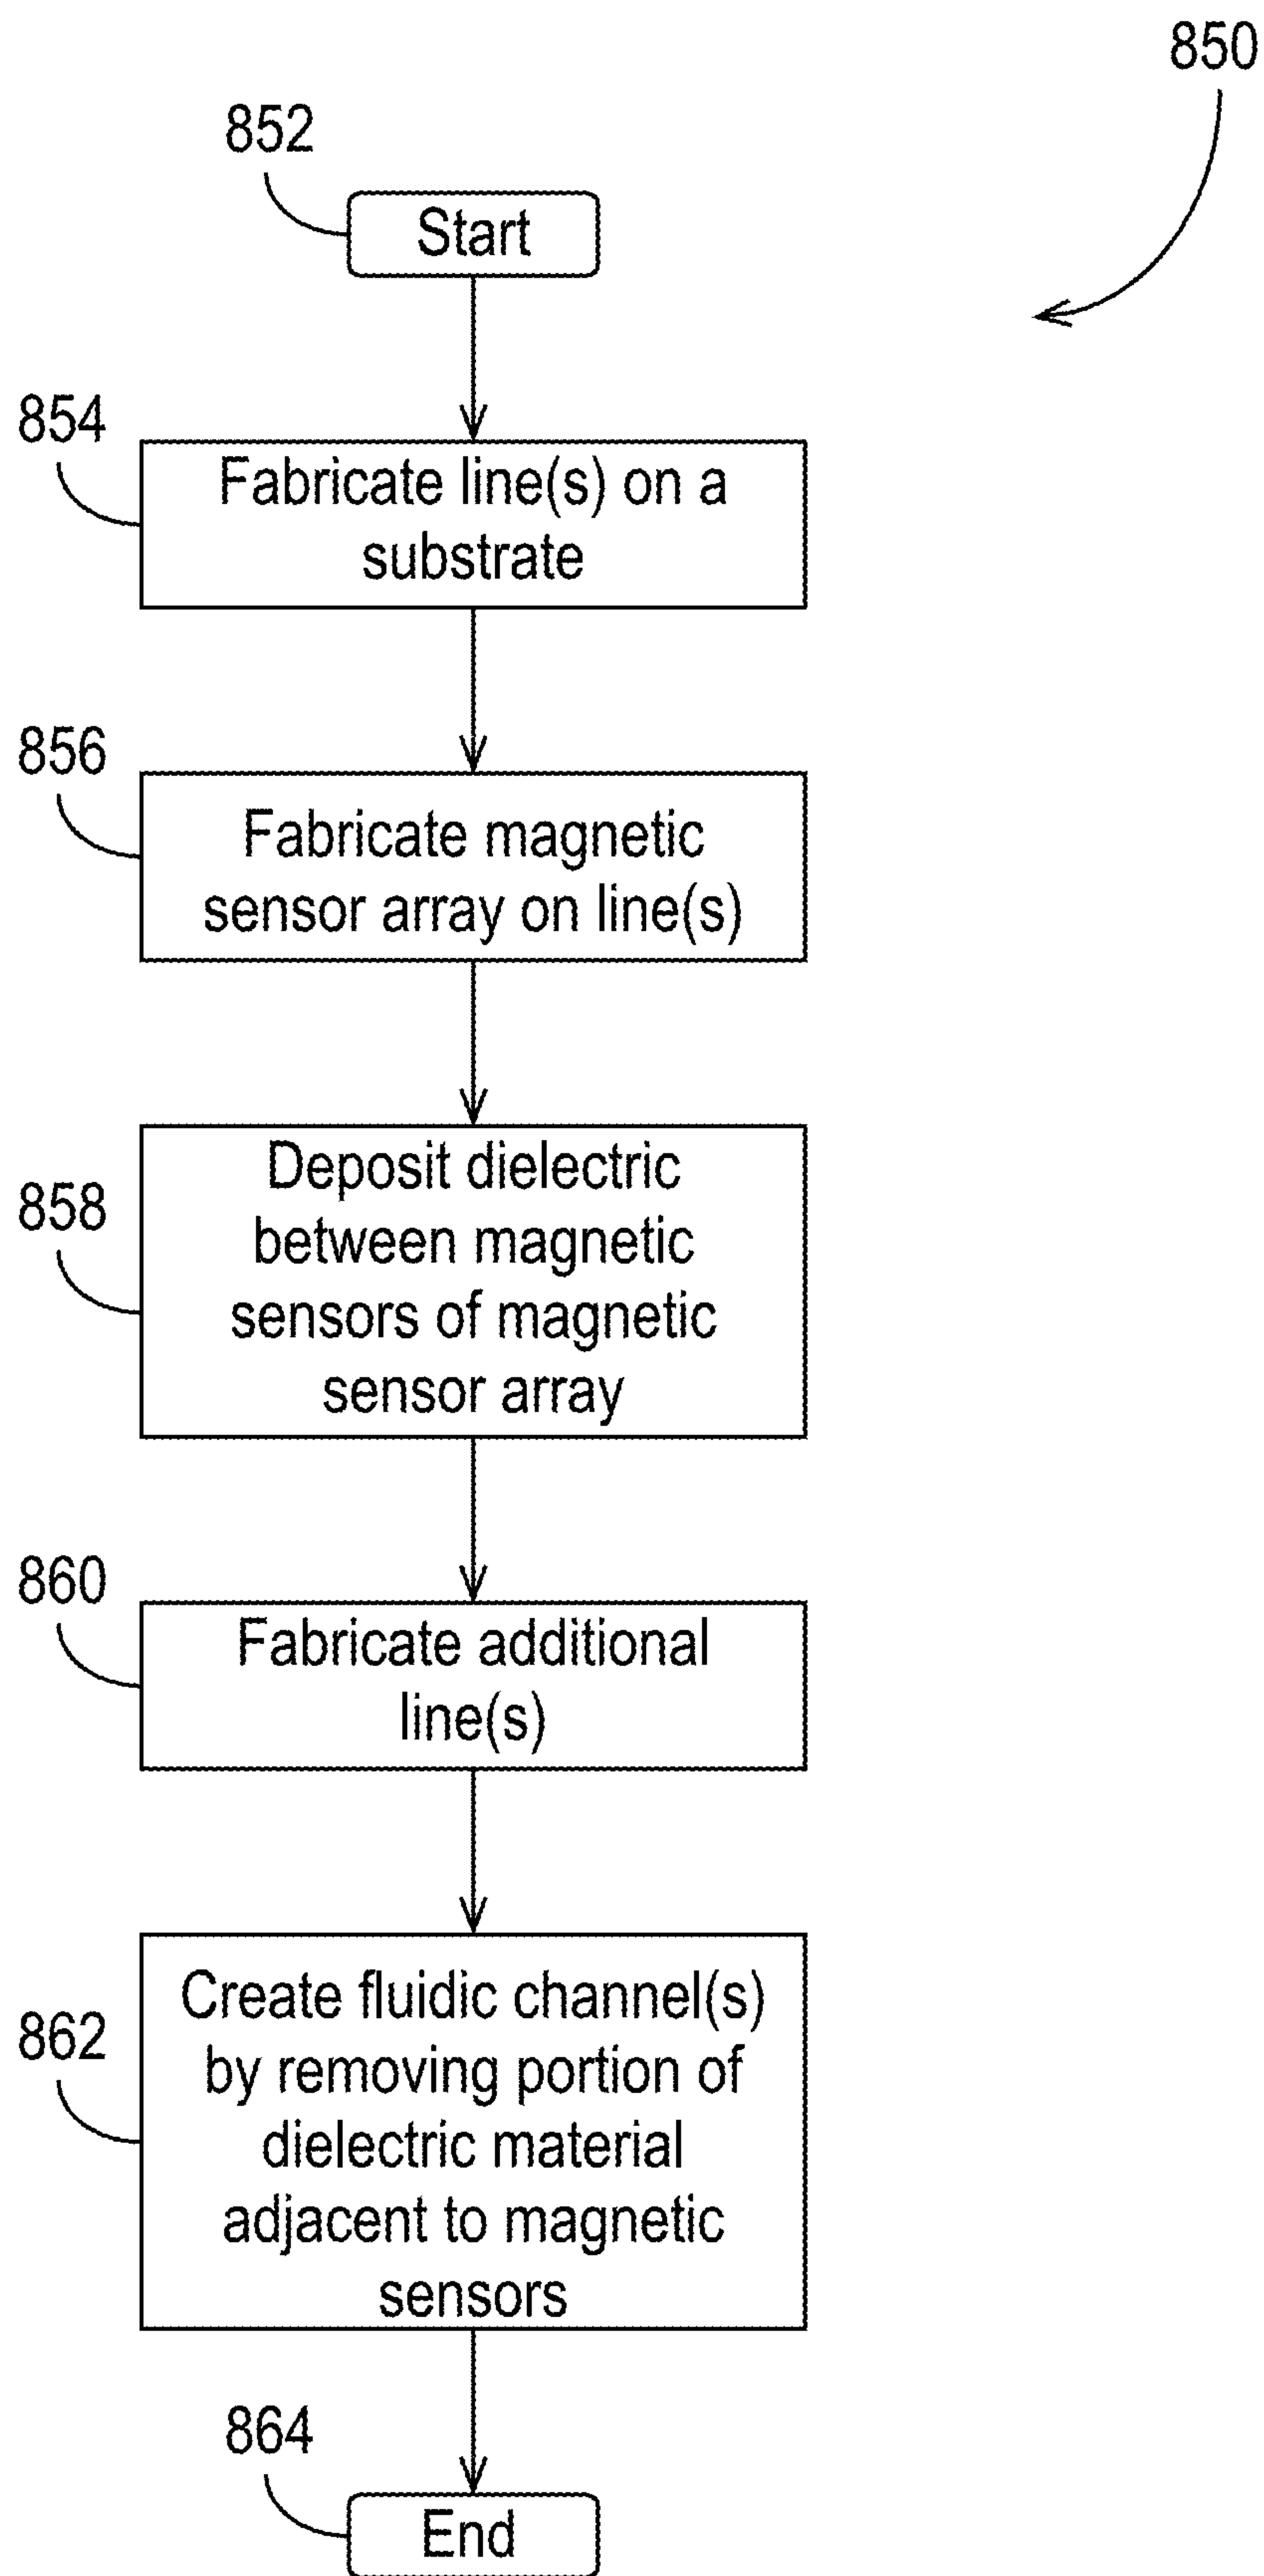 850
852
Start
854
Fabricate line(s) on a
substrate
856
Fabricate magnetic
sensor array on line(s)
858
Deposit dielectric
between magnetic
sensors of magnetic
sensor array
860
Fabricate additional
line(s)
862
Create fluidic channel(s)
by removing portion of
dielectric material
adjacent to magnetic
sensors
864
End